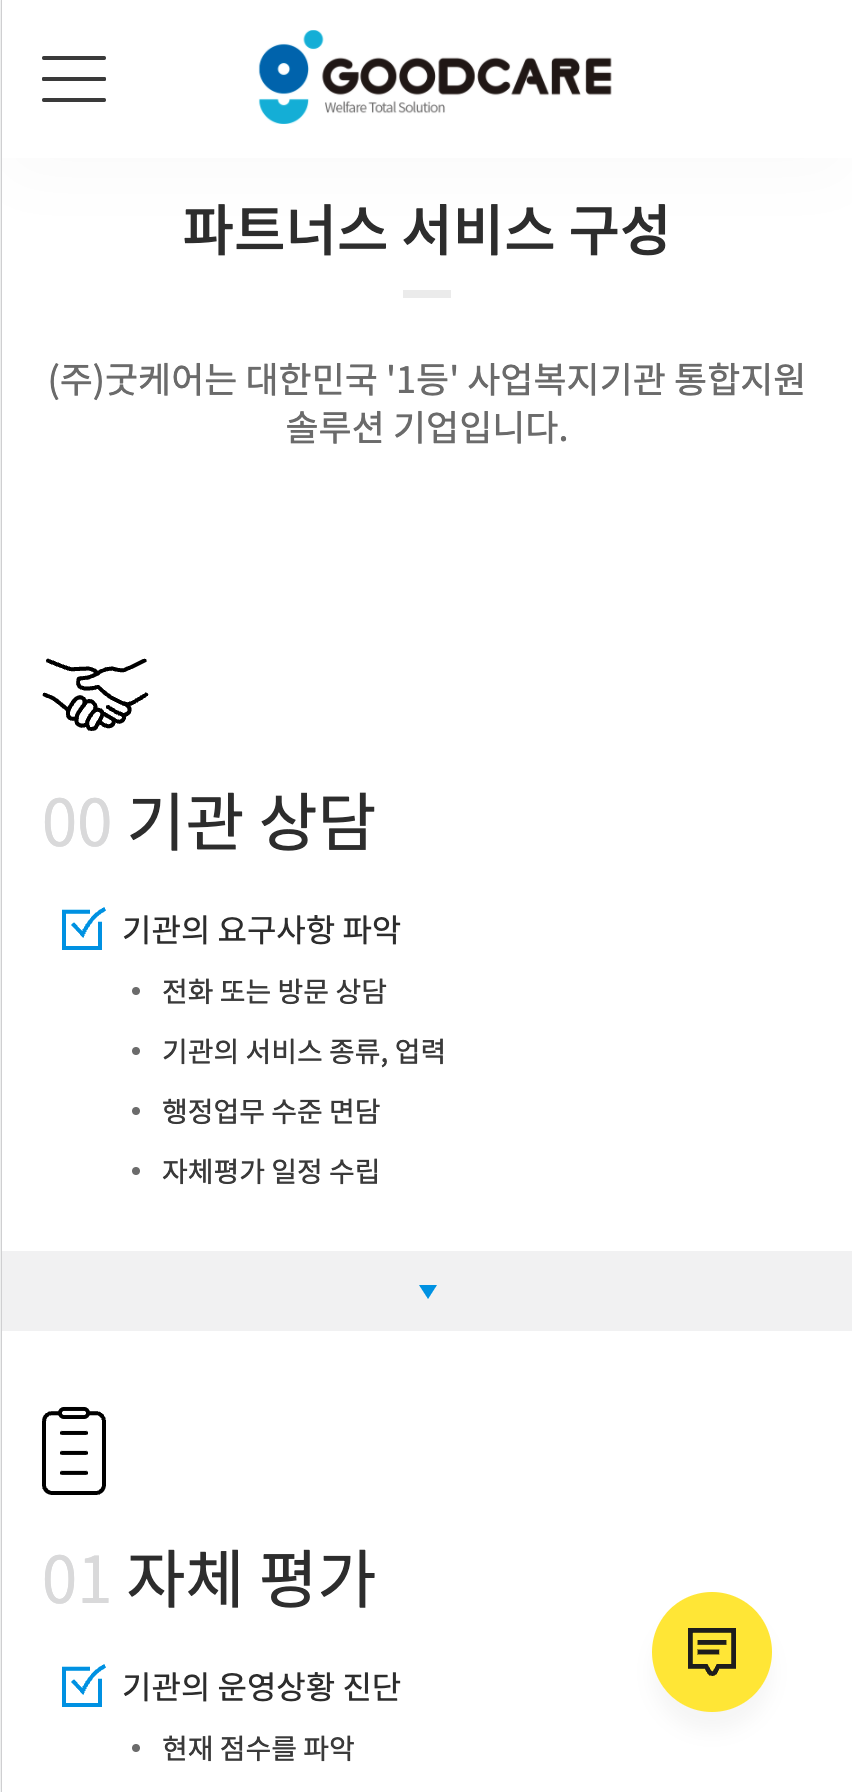 GOODCARE
Welfare Total Solution
파트너스 서비스 구성
(주)굿케어는 대한민국 '1등' 사업복지기관 통합지원
솔루션 기업입니다.
00 기관 상담
기관의 요구사항 파악
• 전화 또는 방문 상담
• 기관의 서비스 종류, 업력
• 행정업무 수준 면담
• 자체평가 일정 수립
01 자체 평가
기관의 운영상황 진단
• 현재 점수를 파악